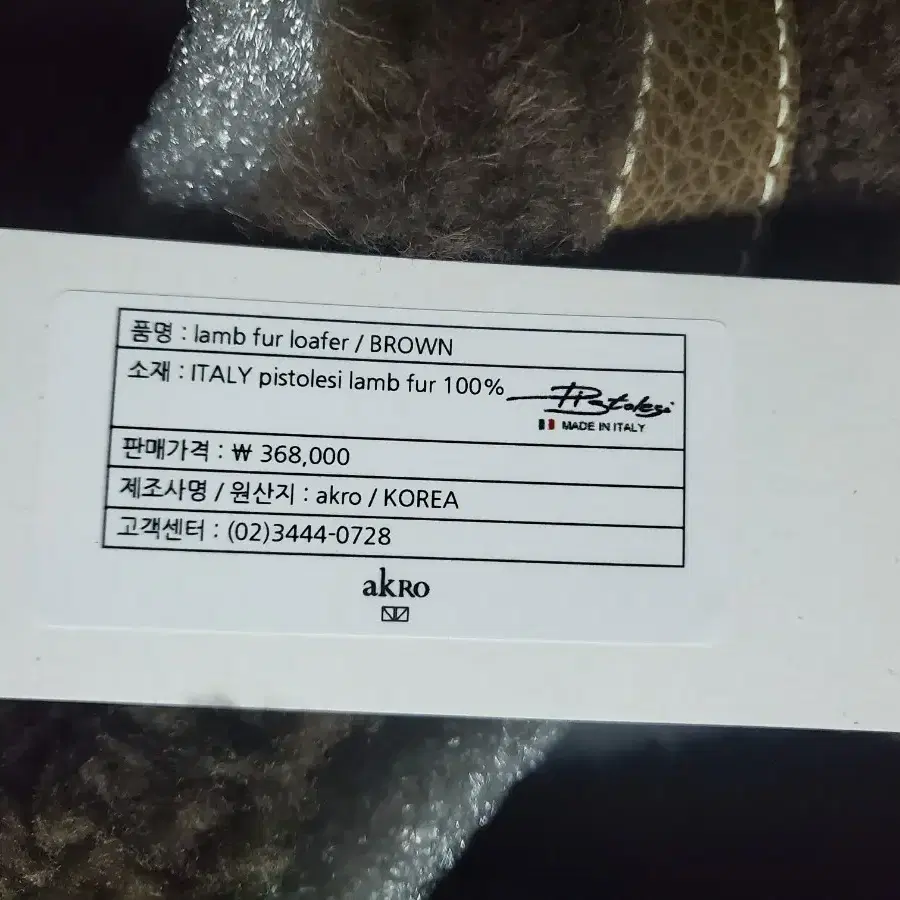 품명 : lamb fur loafer / BROWN
소재 : ITALY pistolesi lamb fur 100%
Pistolesi
MADE IN ITALY
판매가격 : ₩ 368,000
제조사명 / 원산지 : akro / KOREA
고객센터 : (02)3444-0728
akRO